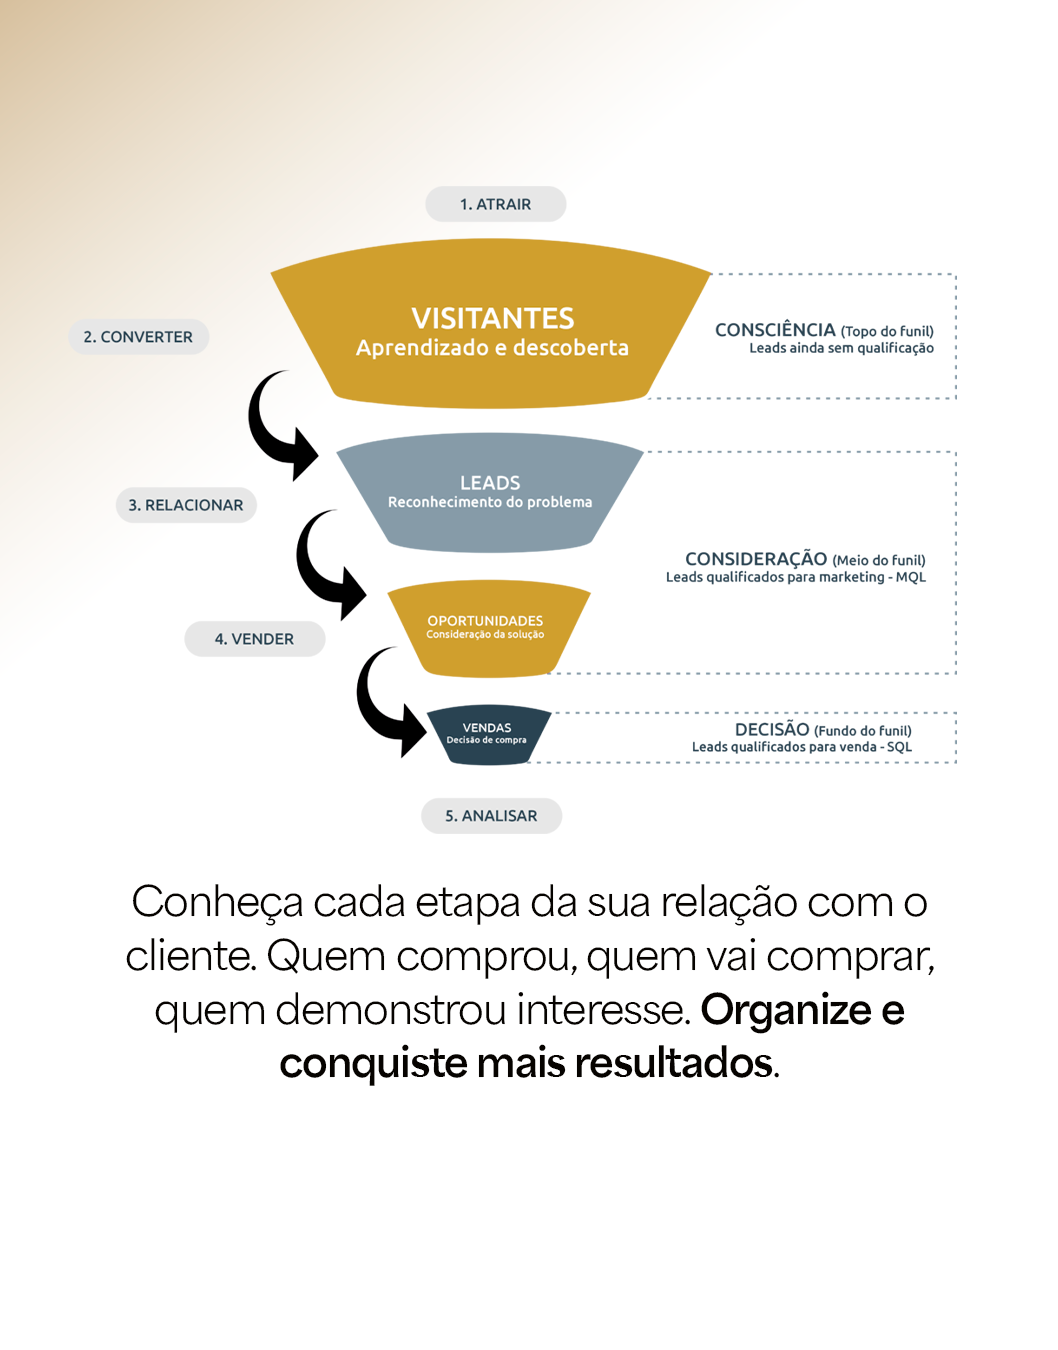 1. ATRAIR
VISITANTES
Aprendizado e descoberta
CONSCIÊNCIA (Topo do funil)
Leads ainda sem qualificação
2. CONVERTER
LEADS
Reconhecimento do problema
3. RELACIONAR
CONSIDERAÇÃO (Meio do funil)
Leads qualificados para marketing - MQL
OPORTUNIDADES
Consideração da solução
4. VENDER
VENDAS
Decisão de compra
DECISÃO (Fundo do funil)
Leads qualificados para venda - SQL
5. ANALISAR
Conheça cada etapa da sua relação com o
cliente. Quem comprou, quem vai comprar,
quem demonstrou interesse. Organize e
conquiste mais resultados.